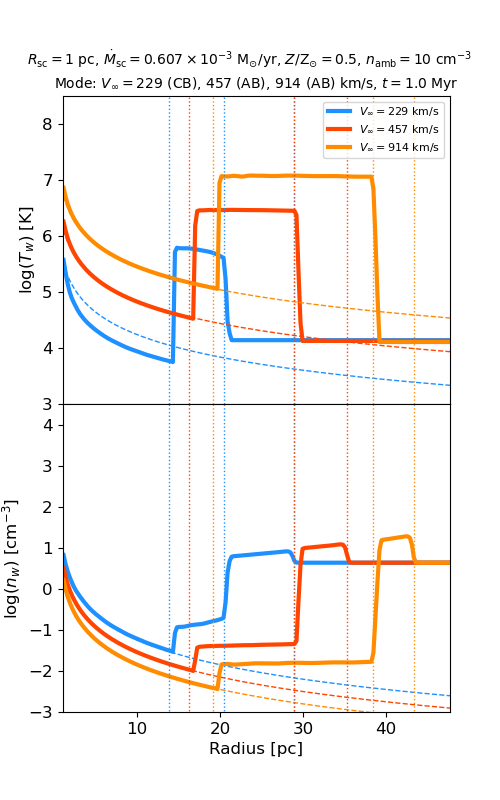 R_sc = 1 pc, Ṁ_sc = 0.607 × 10⁻³ M_⊙/yr, Z/Z_⊙ = 0.5, n_amb = 10 cm⁻³
Mode: V_∞ = 229 (CB), 457 (AB), 914 (AB) km/s, t = 1.0 Myr
V_∞ = 229 km/s
V_∞ = 457 km/s
V_∞ = 914 km/s
log(T_w) [K]
8
7
6
5
4
3
log(n_w) [cm⁻³]
4
3
2
1
0
−1
−2
−3
10 20 30 40
Radius [pc]